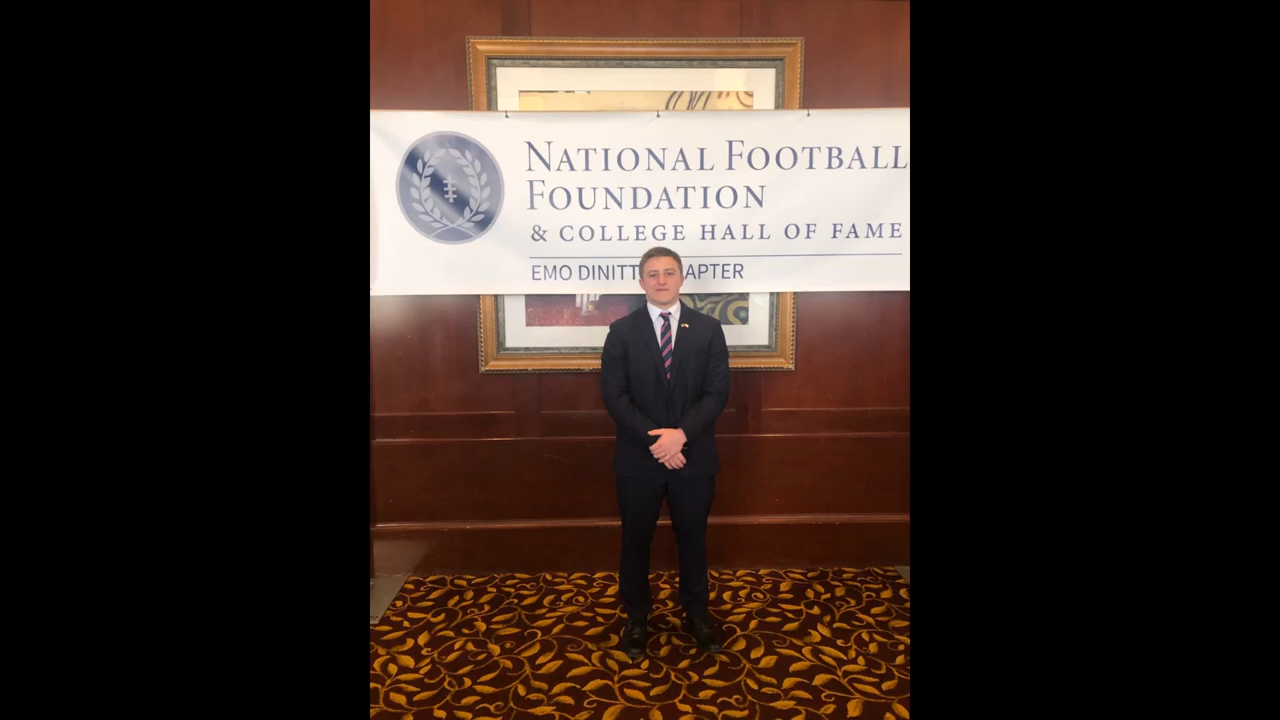 NATIONAL FOOTBALL
FOUNDATION
& COLLEGE HALL OF FAME
EMO